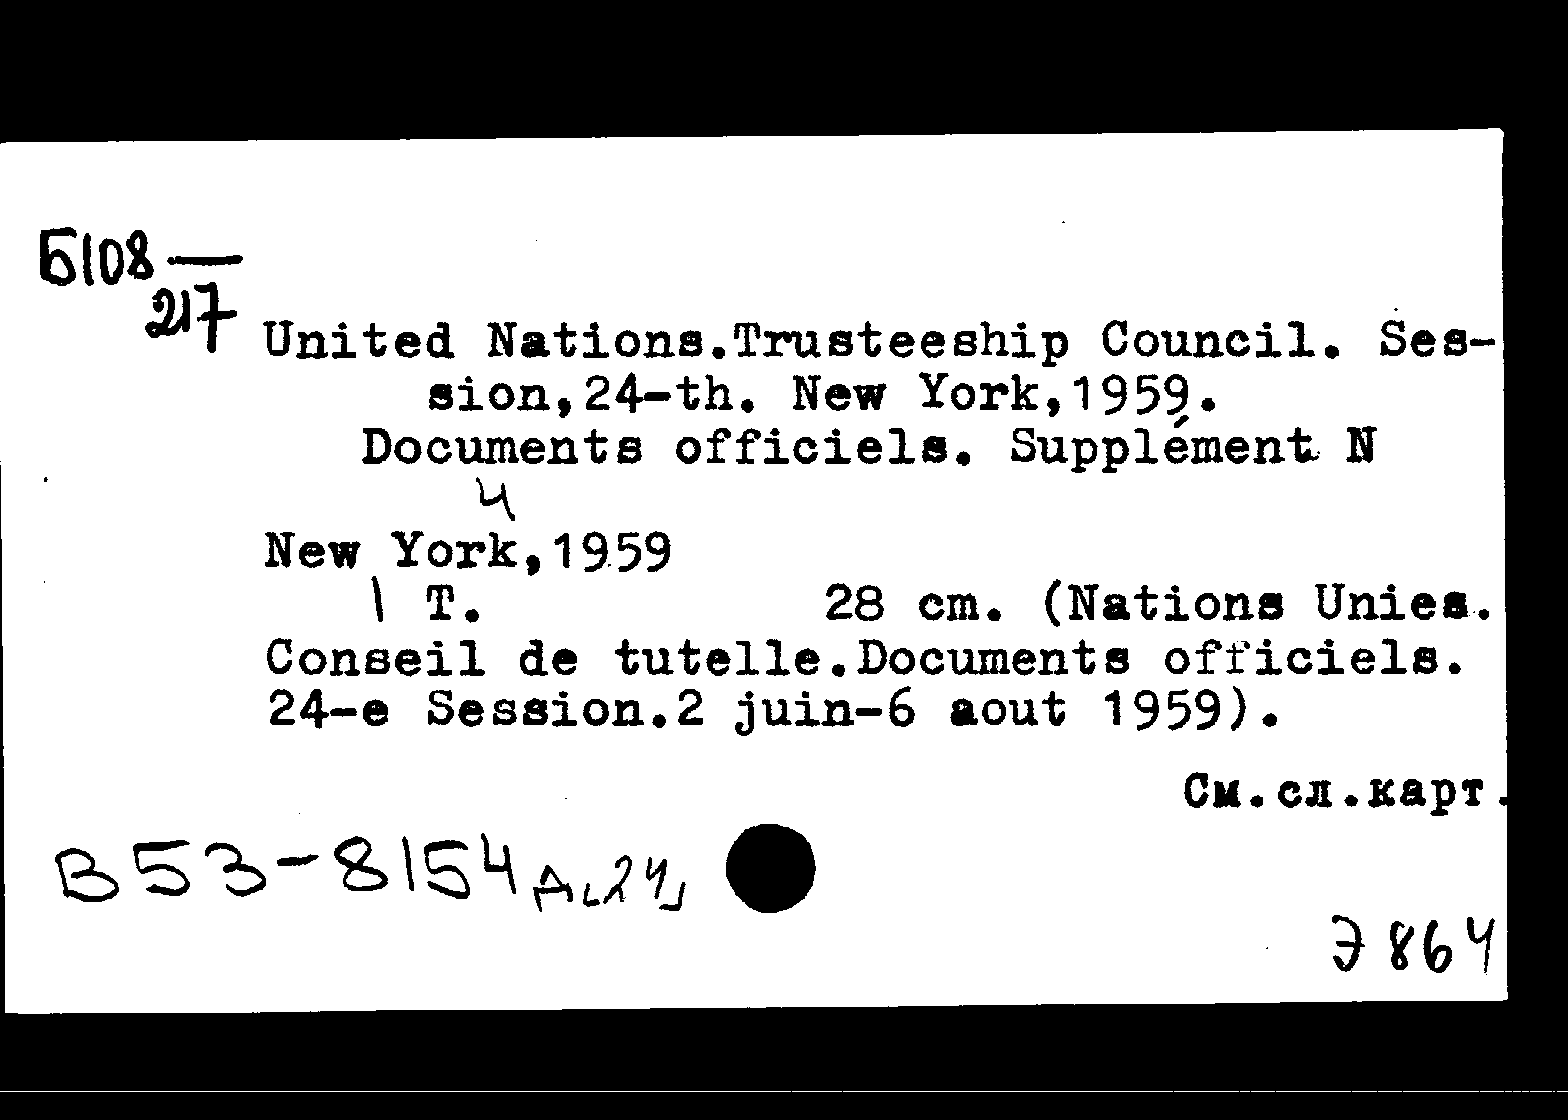 Б108—
217
United Nations.Trusteeship Council. Ses-
sion,24-th. New York,1959.
Documents officiels. Supplément N
4
New York,1959
1 T. 28 cm. (Nations Unies.
Conseil de tutelle.Documents officiels.
24-e Session.2 juin-6 aout 1959).
См.сл.карт.
B53-8154
Э864